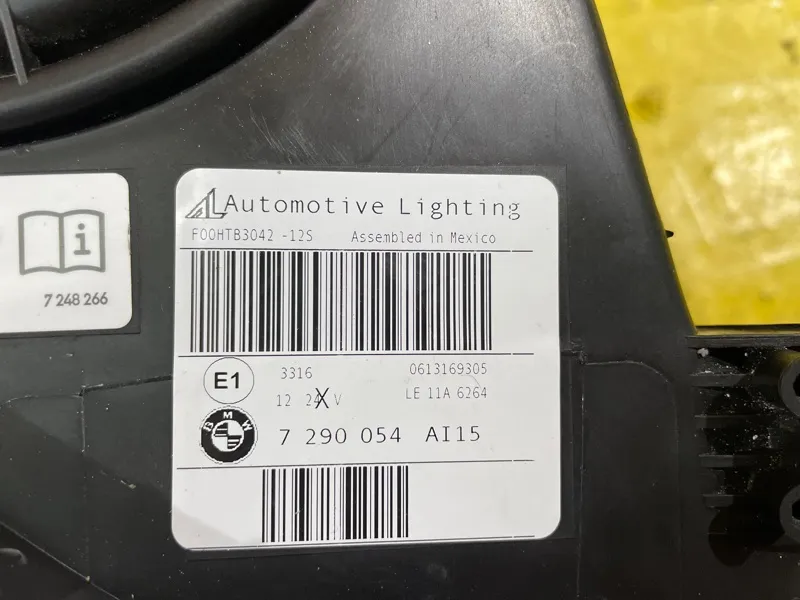 i
7 248 266
AL Automotive Lighting
F00HTB3042 -12S Assembled in Mexico
E1 3316 0613169305
12 24 V LE 11A 6264
BMW 7 290 054 AI15